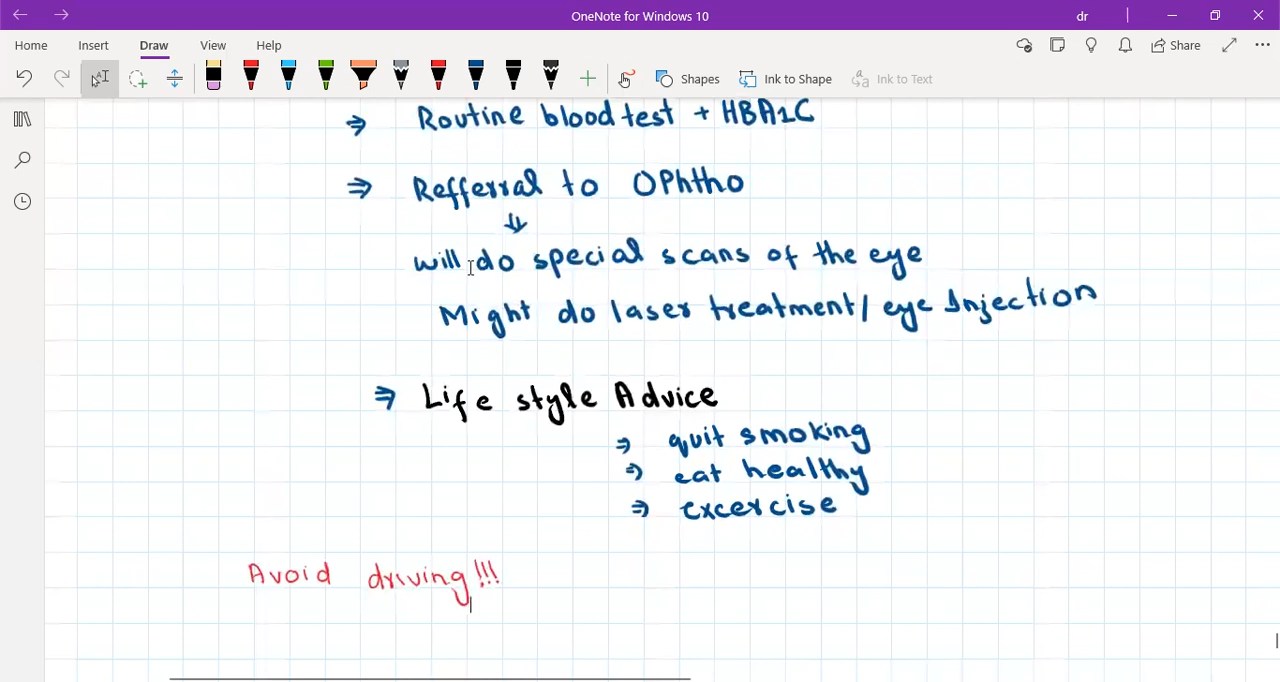 OneNote for Windows 10
dr
Home Insert Draw View Help
Share
Shapes Ink to Shape Ink to Text
⇒ Routine blood test + HBA1C
⇒ Refferral to OPhtho
↓
will do special scans of the eye
Might do laser treatment/ eye Injection
⇒ Life style Advice
⇒ quit smoking
⇒ eat healthy
⇒ excercise
Avoid driving!!!